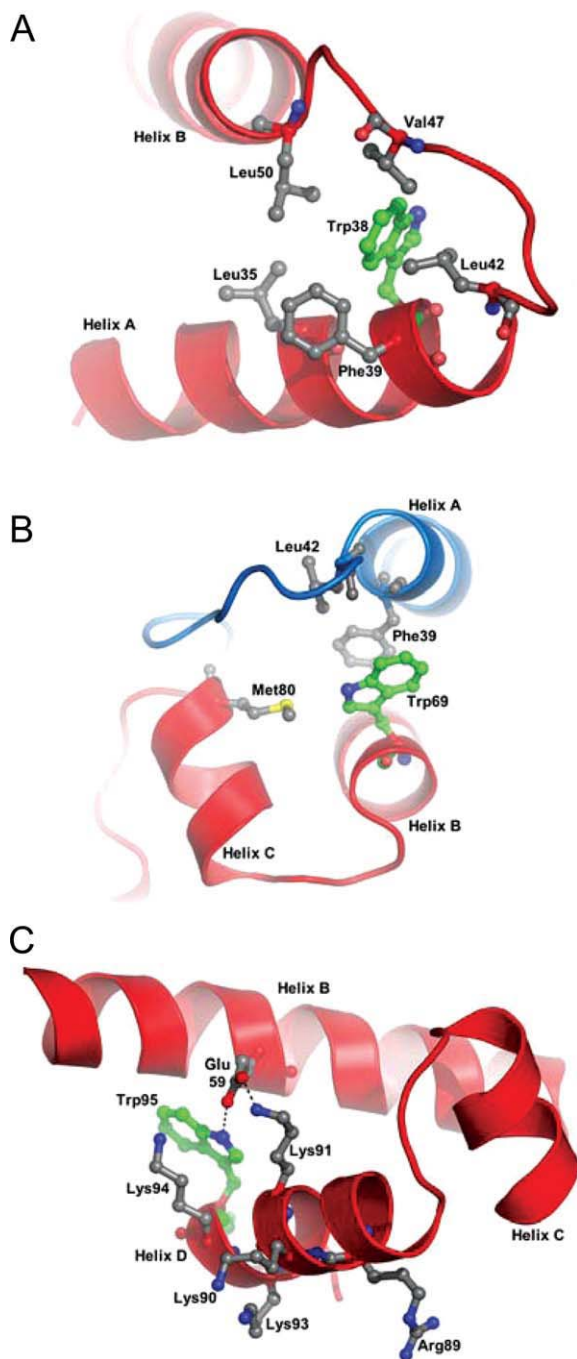 A
Helix B
Val47
Leu50
Trp38
Leu42
Leu35
Helix A
Phe39
B
Helix A
Leu42
Phe39
Met80
Trp69
Helix B
Helix C
C
Helix B
Glu
59
Trp95
Lys91
Lys94
Helix C
Helix D
Lys90
Lys93
Arg89